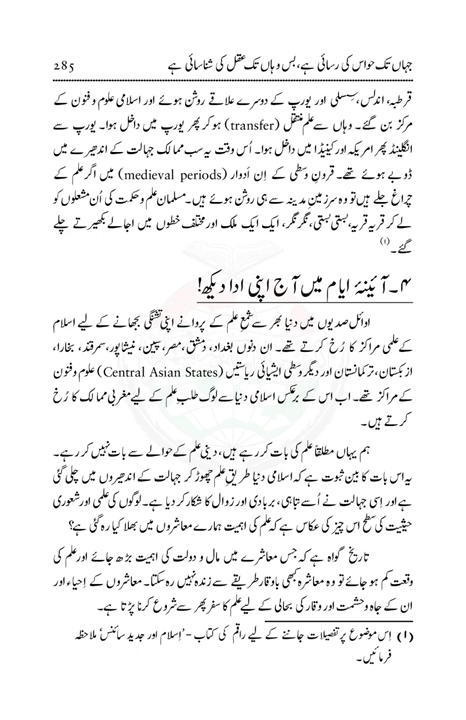 جہاں تک حواس کی رسائی ہے، بس وہاں تک عقل کی شناسائی ہے
285
قرطبہ، اندلس، سسلی اور یورپ کے دوسرے علاقے روشن ہوئے اور اسلامی علوم و فنون کے
مرکز بن گئے۔ وہاں سے علم منتقل (transfer) ہو کر پھر یورپ میں داخل ہوا۔ یورپ سے
انگلینڈ پھر امریکہ اور کینیڈا میں داخل ہوا۔ اُس وقت یہ سب ممالک جہالت کے اندھیرے میں
ڈوبے ہوئے تھے۔ قرونِ وسطی کے اِن اَدوار (medieval periods) میں اگر علم کے
چراغ جلے ہیں تو وہ سرزمین مدینہ سے ہی روشن ہوئے ہیں۔ مسلمان علم و حکمت کی اُن مشعلوں کو
لے کر قریہ قریہ، بستی بستی، نگر نگر، ایک ایک ملک اور مختلف خطوں میں اجالے بکھیرتے چلے
گئے۔(۱)
۴۔ آئینۂ ایام میں آج اپنی ادا دیکھ!
اوائل صدیوں میں دنیا بھر سے شمعِ علم کے پروانے اپنی تشنگی بجھانے کے لیے اسلام
کے علمی مراکز کا رُخ کرتے تھے۔ ان دنوں بغداد، دمشق، مصر، سپین، نیشاپور، سمرقند، بخارا،
ازبکستان، ترکمانستان اور دیگر وسطی ایشیائی ریاستیں (Central Asian States) علوم و فنون
کے مراکز تھے۔ اب اس کے برعکس اسلامی دنیا سے لوگ طلبِ علم کے لیے مغربی ممالک کا رُخ
کرتے ہیں۔
ہم یہاں مطلقاً علم کی بات کر رہے ہیں، دینی علم کے حوالے سے بات نہیں کر رہے۔
یہ اس بات کا بین ثبوت ہے کہ اسلامی دنیا طریقِ علم چھوڑ کر جہالت کے اندھیروں میں چلی گئی
ہے اور اِسی جہالت نے اُسے تباہی، بربادی اور زوال کا شکار کر دیا ہے۔ لوگوں کی علمی اور شعوری
حیثیت کی سطح اس چیز کی عکاس ہے کہ علم کی اہمیت ہمارے معاشروں میں بھلا کیا رہ گئی ہے؟
تاریخ گواہ ہے کہ جس معاشرے میں مال و دولت کی اہمیت بڑھ جائے اور علم کی
وقعت کم ہو جائے تو وہ معاشرہ کبھی باوقار طریقے سے زندہ نہیں رہ سکتا۔ معاشروں کے اِحیاء اور
ان کے جاہ و حشمت اور وقار کی بحالی کے لیے علم کا سفر پھر سے شروع کرنا پڑتا ہے۔
(۱) اِس موضوع پر تفصیلات جاننے کے لیے راقم کی کتاب - ’اِسلام اور جدید سائنس‘ ملاحظہ
فرمائیں۔